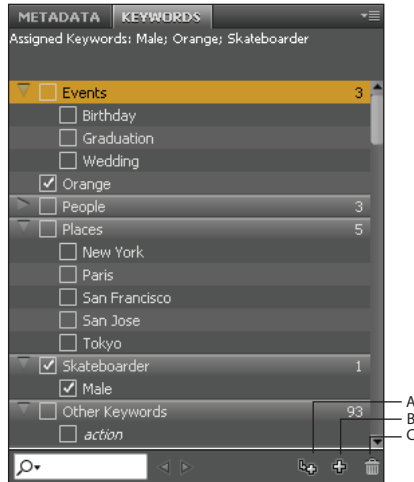 METADATA KEYWORDS
Assigned Keywords: Male; Orange; Skateboarder
Events 3
Birthday
Graduation
Wedding
Orange
People 3
Places 5
New York
Paris
San Francisco
San Jose
Tokyo
Skateboarder 1
Male
Other Keywords 93
action
A
B
C